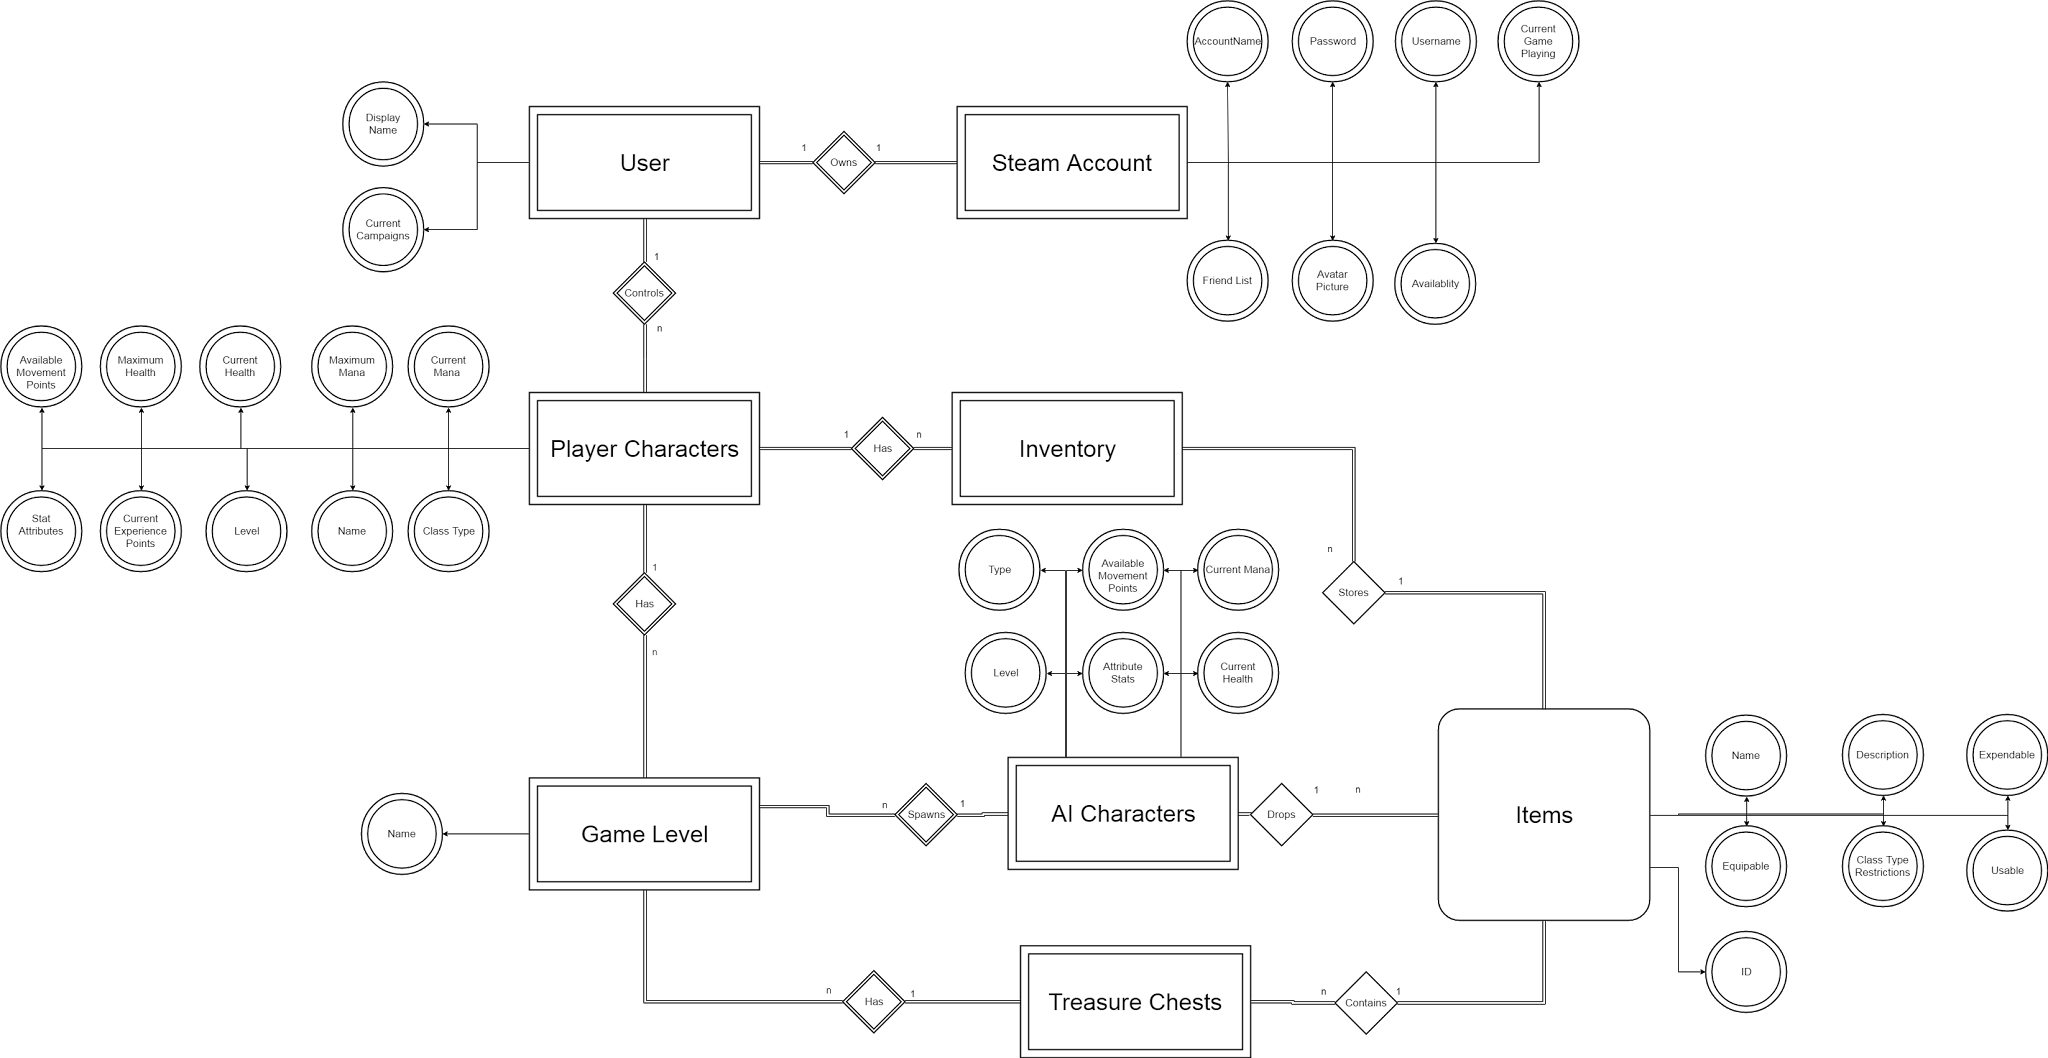 AccountName
Password
Username
Current
Game
Playing
Display
Name
User
1
Owns
1
Steam Account
Current
Campaigns
1
Controls
n
Friend List
Avatar
Picture
Availablity
Available
Movement
Points
Maximum
Health
Current
Health
Maximum
Mana
Current
Mana
Player Characters
1
Has
n
Inventory
Stat
Attributes
Current
Experience
Points
Level
Name
Class Type
1
Has
n
Type
Available
Movement
Points
Current Mana
n
Stores
1
Level
Attribute
Stats
Current
Health
Name
Game Level
n
Spawns
1
AI Characters
Drops
1
n
Items
Name
Description
Expendable
Equipable
Class Type
Restrictions
Usable
ID
n
Has
1
Treasure Chests
n
Contains
1